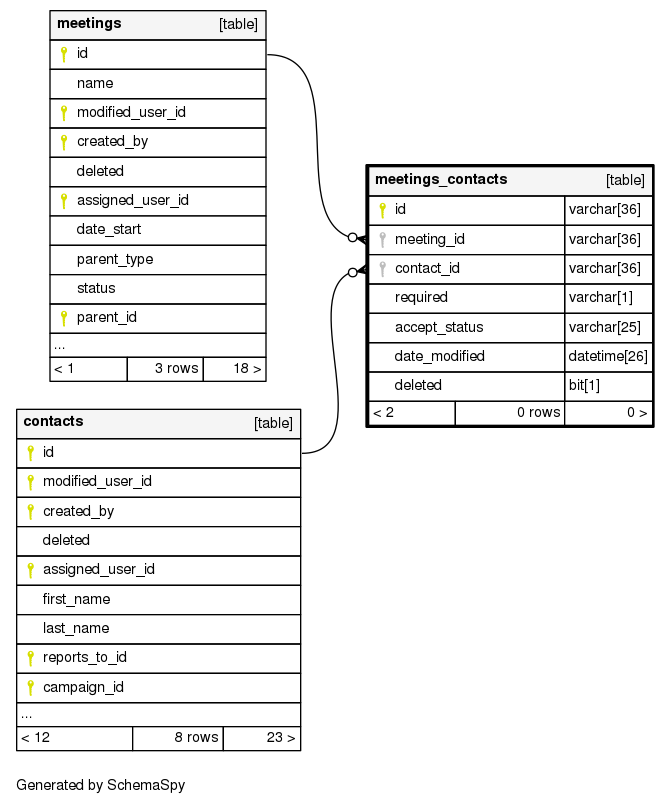 meetings [table]
id
name
modified_user_id
created_by
deleted
assigned_user_id
date_start
parent_type
status
parent_id
...
< 1 3 rows 18 >
meetings_contacts [table]
id varchar[36]
meeting_id varchar[36]
contact_id varchar[36]
required varchar[1]
accept_status varchar[25]
date_modified datetime[26]
deleted bit[1]
< 2 0 rows 0 >
contacts [table]
id
modified_user_id
created_by
deleted
assigned_user_id
first_name
last_name
reports_to_id
campaign_id
...
< 12 8 rows 23 >
Generated by SchemaSpy